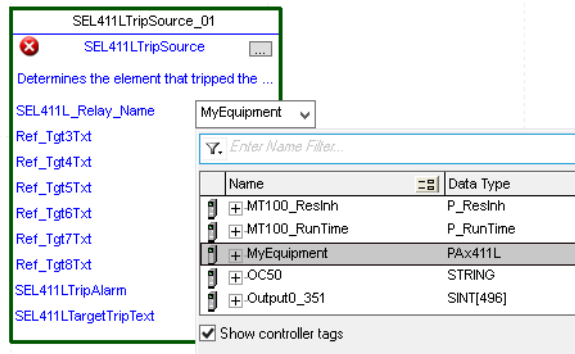 SEL411LTripSource_01
SEL411LTripSource ...
Determines the element that tripped the ...
SEL411L_Relay_Name
Ref_Tgt3Txt
Ref_Tgt4Txt
Ref_Tgt5Txt
Ref_Tgt6Txt
Ref_Tgt7Txt
Ref_Tgt8Txt
SEL411LTripAlarm
SEL411LTargetTripText
MyEquipment
Enter Name Filter...
Name Data Type
MT100_ResInh P_ResInh
MT100_RunTime P_RunTime
MyEquipment PAx411L
OC50 STRING
Output0_351 SINT[496]
Show controller tags